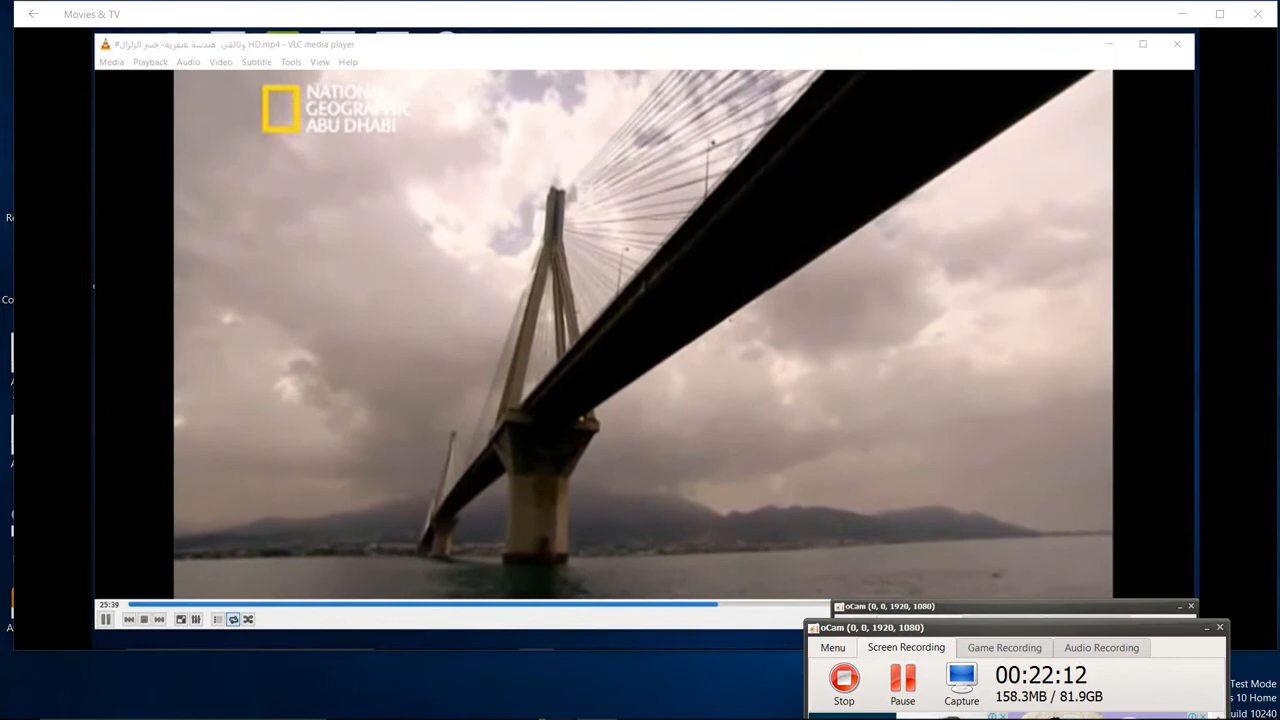 Movies & TV
#وثائقي هندسه عبقرية- جسر الزلزال HD.mp4 - VLC media player
Media Playback Audio Video Subtitle Tools View Help
NATIONAL
GEOGRAPHIC
ABU DHABI
25:39
oCam (0, 0, 1920, 1080)
oCam (0, 0, 1920, 1080)
Menu Screen Recording Game Recording Audio Recording
00:22:12
158.3MB / 81.9GB
Stop Pause Capture
Test Mode
s 10 Home
uild 10240